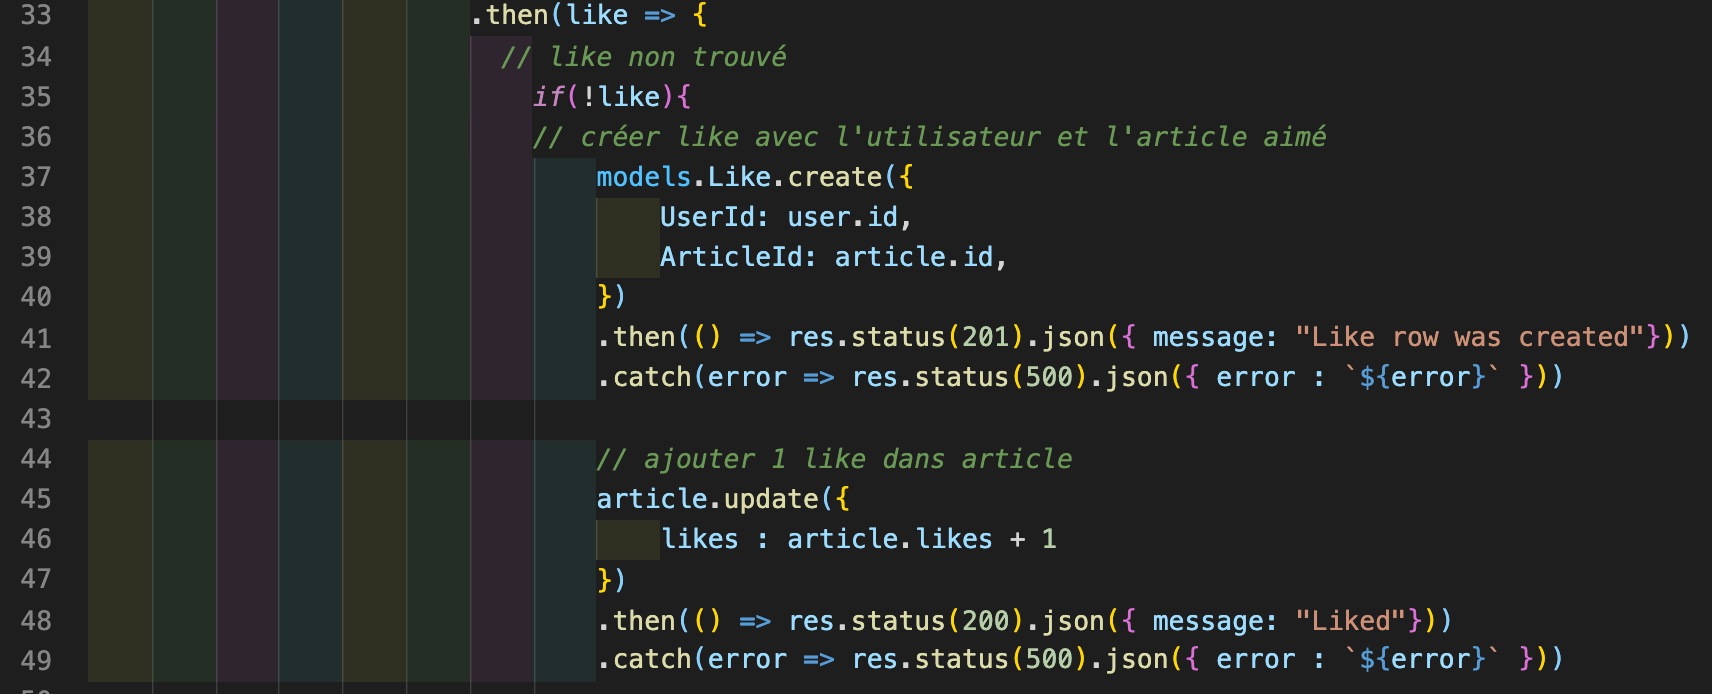 33 .then(like => {
34 // like non trouvé
35 if(!like){
36 // créer like avec l'utilisateur et l'article aimé
37 models.Like.create({
38 UserId: user.id,
39 ArticleId: article.id,
40 })
41 .then(() => res.status(201).json({ message: "Like row was created"}))
42 .catch(error => res.status(500).json({ error : `${error}` }))
43
44 // ajouter 1 like dans article
45 article.update({
46 likes : article.likes + 1
47 })
48 .then(() => res.status(200).json({ message: "Liked"}))
49 .catch(error => res.status(500).json({ error : `${error}` }))